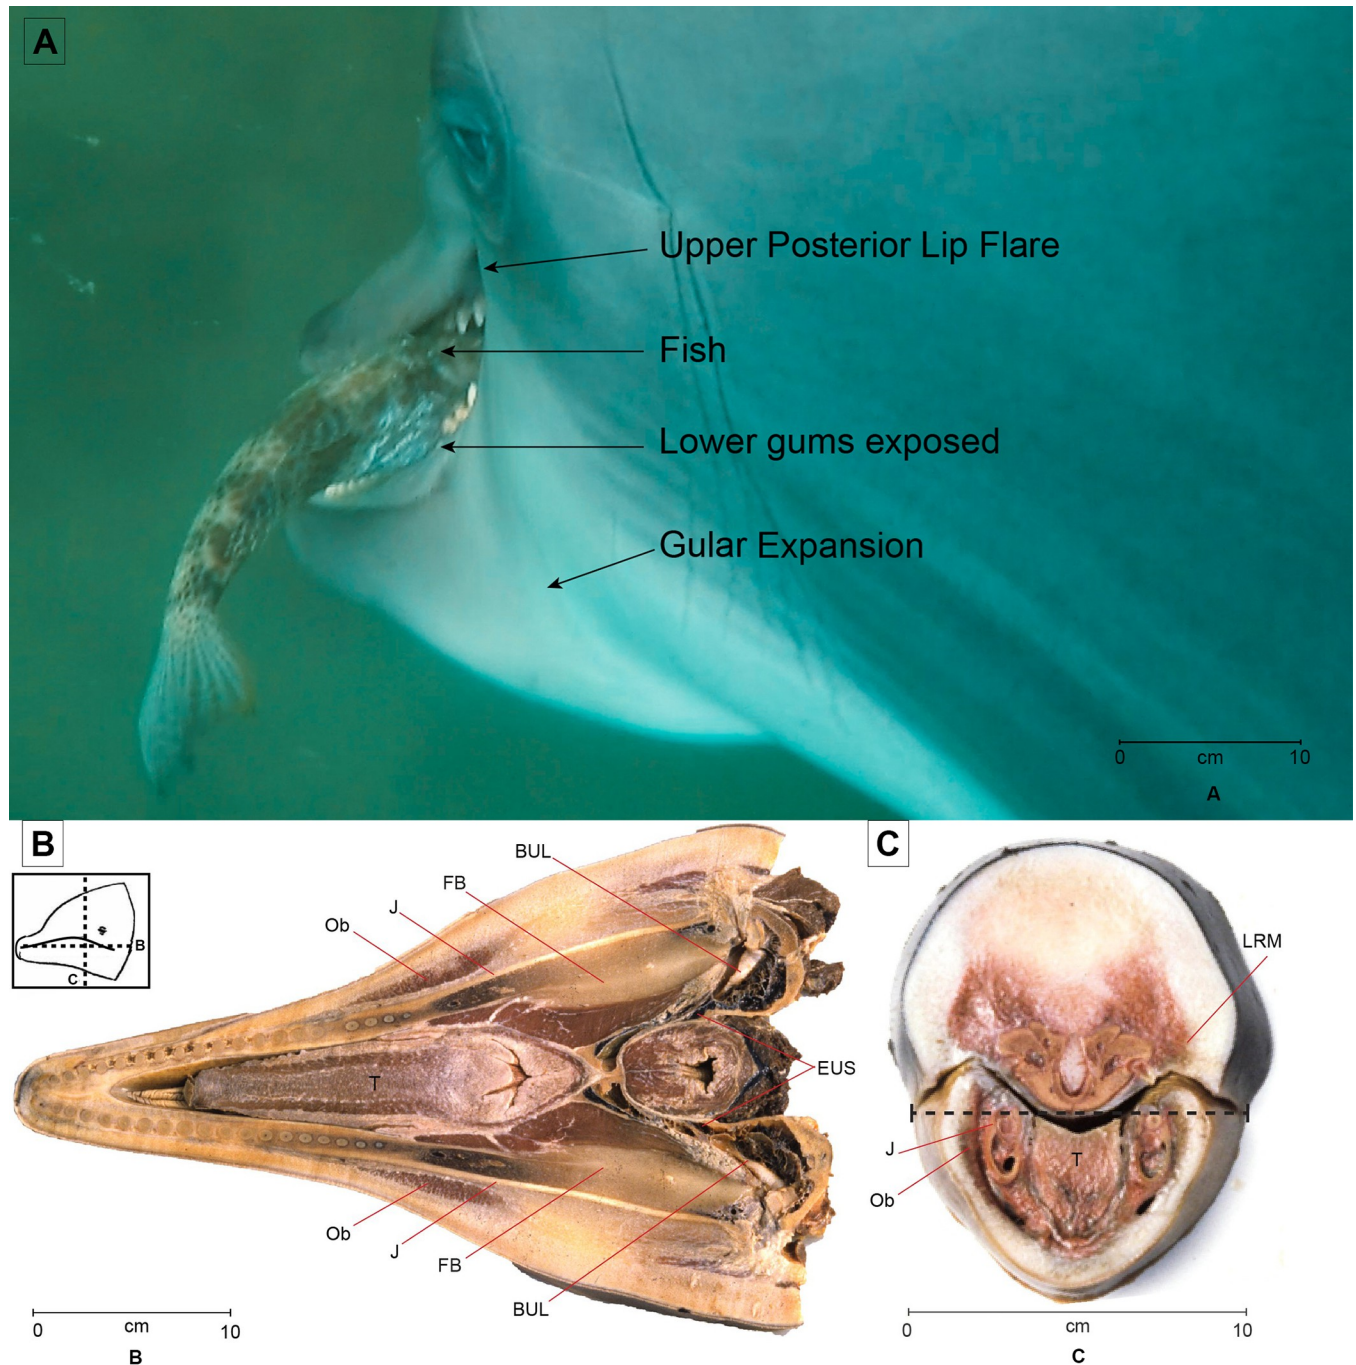 A
Upper Posterior Lip Flare
Fish
Lower gums exposed
Gular Expansion
0 cm 10
A
B
B
C
BUL
FB
J
Ob
T
EUS
Ob
J
FB
BUL
0 cm 10
B
C
LRM
J
T
Ob
0 cm 10
C